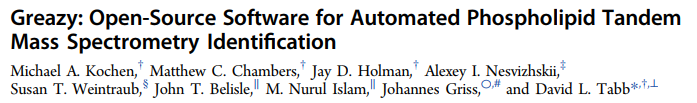 Greazy: Open-Source Software for Automated Phospholipid Tandem
Mass Spectrometry Identification
Michael A. Kochen,† Matthew C. Chambers,† Jay D. Holman,† Alexey I. Nesvizhskii,‡
Susan T. Weintraub,§ John T. Belisle,∥ M. Nurul Islam,∥ Johannes Griss,○,# and David L. Tabb*,†,⊥